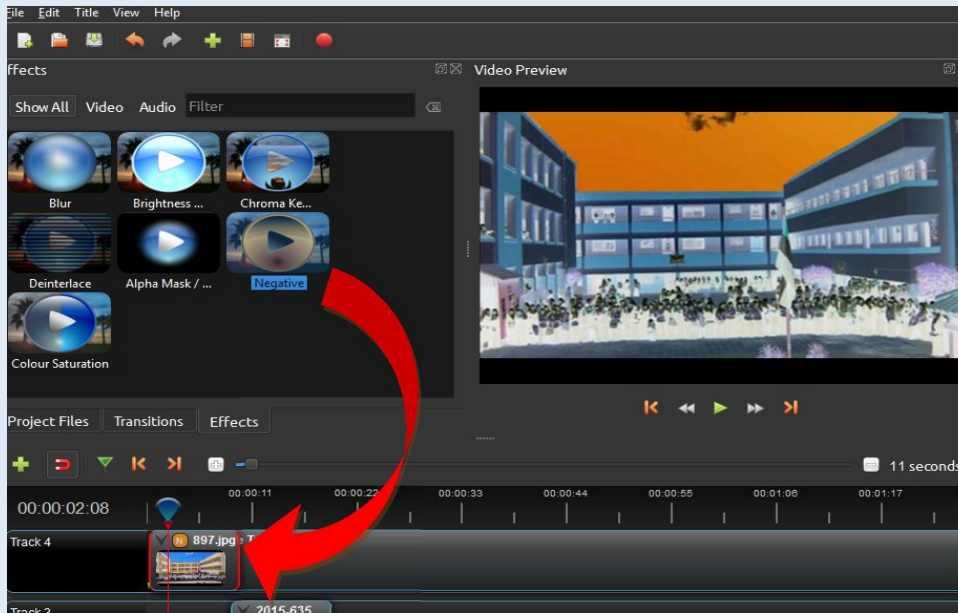 File Edit Title View Help
ffects
Video Preview
Show All Video Audio Filter
Blur
Brightness ...
Chroma Ke...
Deinterlace
Alpha Mask / ...
Negative
Colour Saturation
Project Files Transitions Effects
11 seconds
00:00:02:08
00:00:11 00:00:22 00:00:33 00:00:44 00:00:55 00:01:06 00:01:17
Track 4
N 897.jpg
Track 3
2015-635